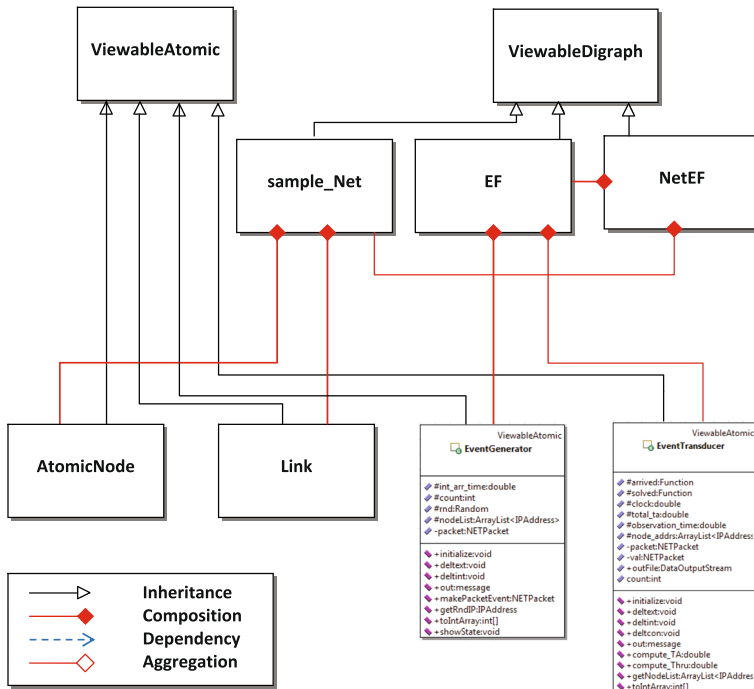 ViewableAtomic
ViewableDigraph
sample_Net
EF
NetEF
AtomicNode
Link
ViewableAtomic
EventGenerator
#int_arr_time:double
#count:int
#rnd:Random
#nodeList:ArrayList<IPAddress>
-packet:NETPacket
+initialize:void
+deltext:void
+deltint:void
+out:message
+makePacketEvent:NETPacket
+getRndIP:IPAddress
+toIntArray:int[]
+showState:void
ViewableAtomic
EventTransducer
#arrived:Function
#solved:Function
#clock:double
#total_ta:double
#observation_time:double
#node_addrs:ArrayList<IPAddress
-packet:NETPacket
-val:NETPacket
+outFile:DataOutputStream
count:int
+initialize:void
+deltext:void
+deltint:void
+deltcon:void
+out:message
+compute_TA:double
+compute_Thru:double
+getNodeList:ArrayList<IPAddress
+toIntArray:int[]
Inheritance
Composition
Dependency
Aggregation